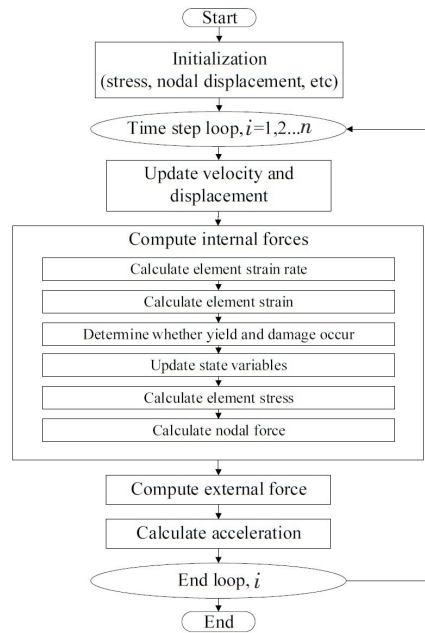 Start
Initialization
(stress, nodal displacement, etc)
Time step loop, i=1,2...n
Update velocity and
displacement
Compute internal forces
Calculate element strain rate
Calculate element strain
Determine whether yield and damage occur
Update state variables
Calculate element stress
Calculate nodal force
Compute external force
Calculate acceleration
End loop, i
End